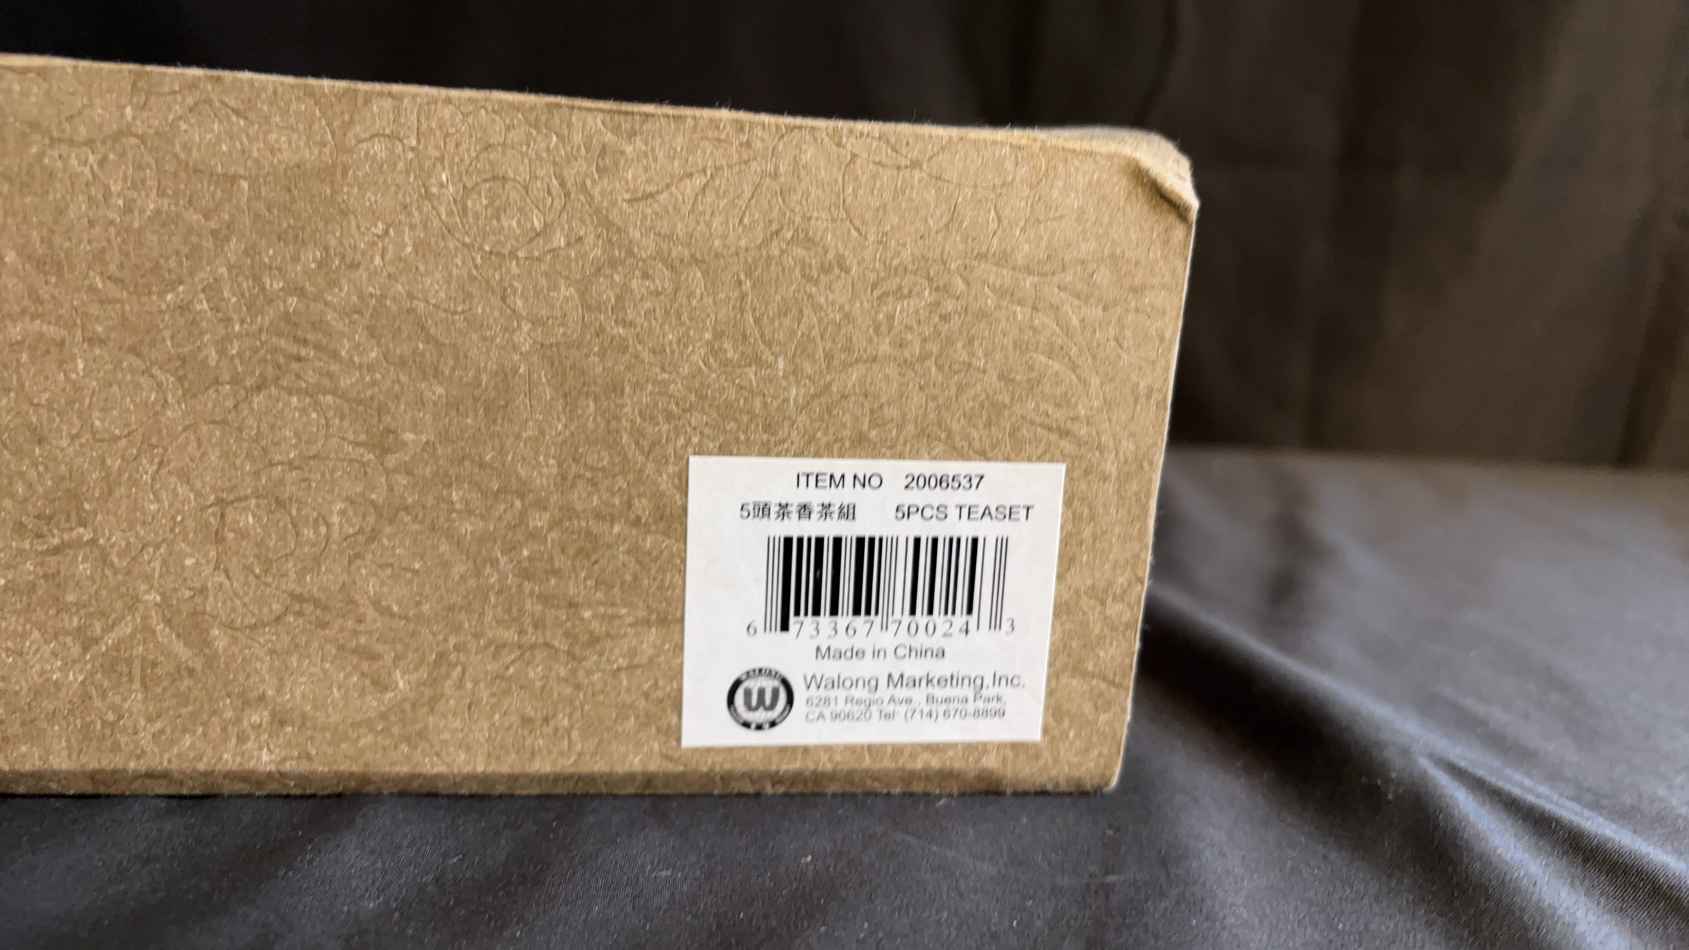 ITEM NO 2006537
5頭茶香茶組 5PCS TEASET
6 73367 70024 3
Made in China
WALONG
W
Walong Marketing,Inc.
6281 Regio Ave., Buena Park,
CA 90620 Tel: (714) 670-8899